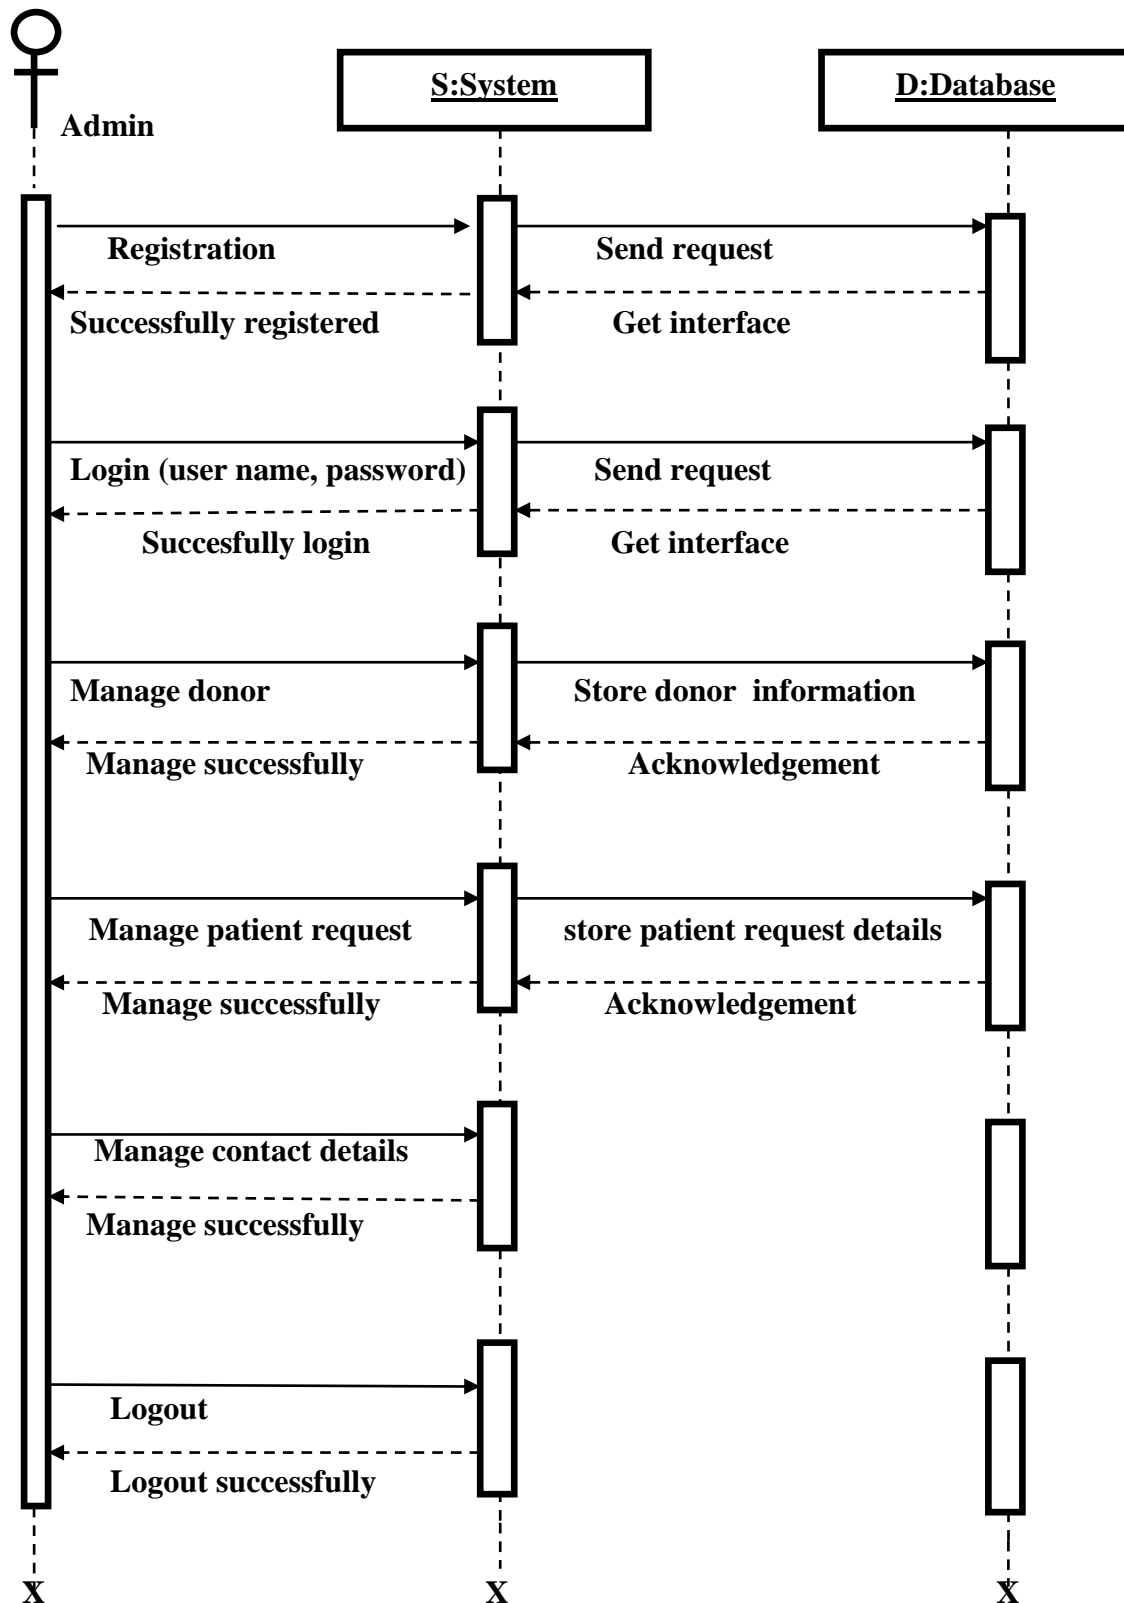 S:System
D:Database
Admin
Registration
Send request
Successfully registered
Get interface
Login (user name, password)
Send request
Succesfully login
Get interface
Manage donor
Store donor  information
Manage successfully
Acknowledgement
Manage patient request
store patient request details
Manage successfully
Acknowledgement
Manage contact details
Manage successfully
Logout
Logout successfully
X
X
X